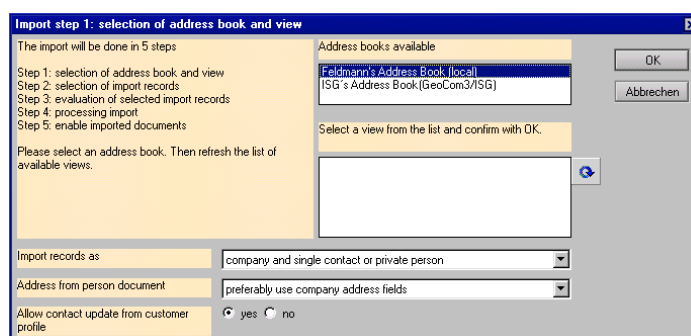 Import step 1: selection of address book and view
The import will be done in 5 steps
Step 1: selection of address book and view
Step 2: selection of import records
Step 3: evaluation of selected import records
Step 4: processing import
Step 5: enable imported documents
Please select an address book. Then refresh the list of
available views.
Address books available
Feldmann's Address Book (local)
ISG´s Address Book(GeoCom3/ISG)
Select a view from the list and confirm with OK.
OK
Abbrechen
Import records as
company and single contact or private person
Address from person document
preferably use company address fields
Allow contact update from customer
profile
yes no